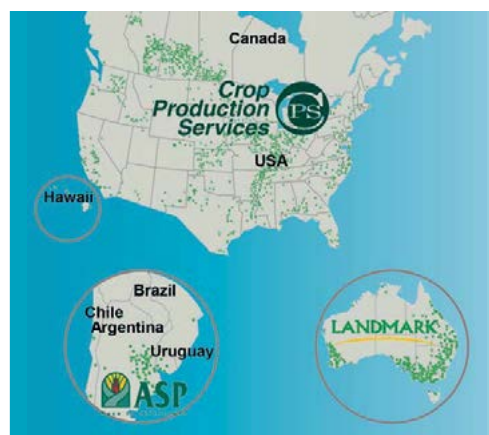 Canada
Crop
Production
Services
CPS
USA
Hawaii
Brazil
Chile
Argentina
Uruguay
ASP
LANDMARK